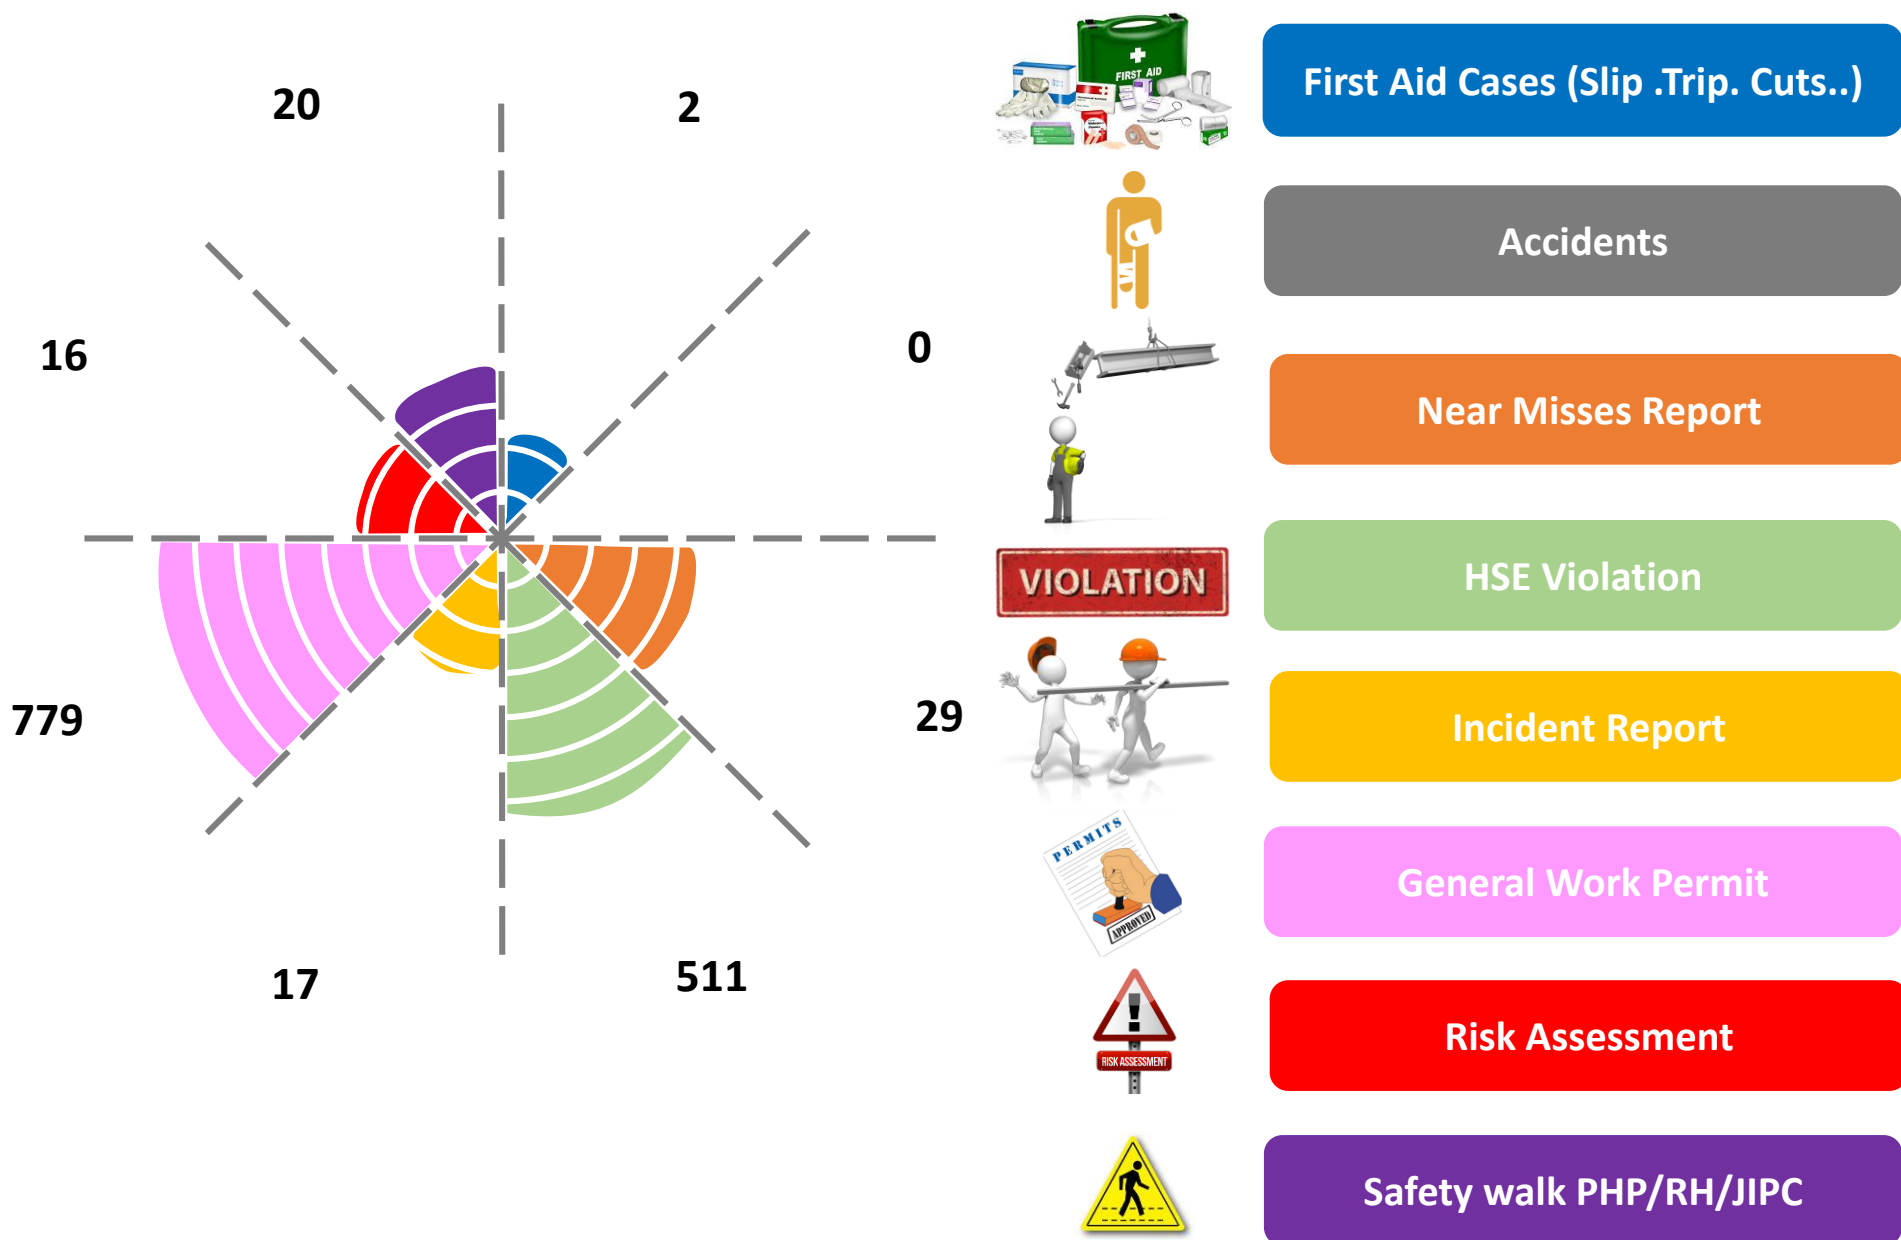 20
2
16
0
779
29
17
511
FIRST AID
First Aid Cases (Slip .Trip. Cuts..)
Accidents
Near Misses Report
VIOLATION
HSE Violation
Incident Report
PERMITS
APPROVED
General Work Permit
RISK ASSESSMENT
Risk Assessment
Safety walk PHP/RH/JIPC